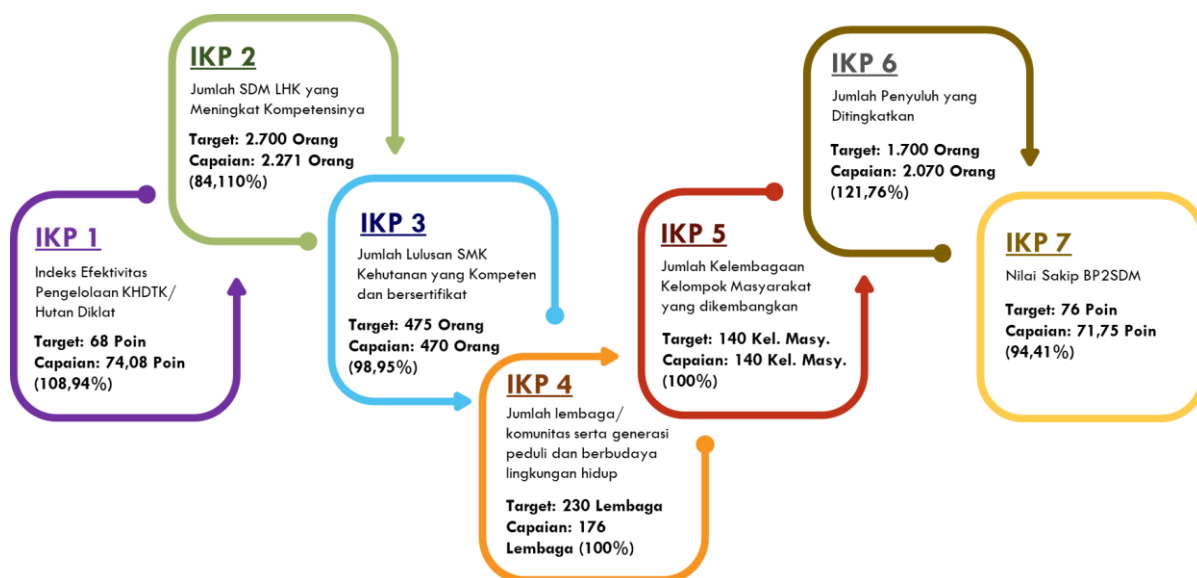 IKP 1
Indeks Efektivitas
Pengelolaan KHDTK/
Hutan Diklat
Target: 68 Poin
Capaian: 74,08 Poin
(108,94%)
IKP 2
Jumlah SDM LHK yang
Meningkat Kompetensinya
Target: 2.700 Orang
Capaian: 2.271 Orang
(84,110%)
IKP 3
Jumlah Lulusan SMK
Kehutanan yang Kompeten
dan bersertifikat
Target: 475 Orang
Capaian: 470 Orang
(98,95%)
IKP 4
Jumlah lembaga/
komunitas serta generasi
peduli dan berbudaya
lingkungan hidup
Target: 230 Lembaga
Capaian: 176
Lembaga (100%)
IKP 5
Jumlah Kelembagaan
Kelompok Masyarakat
yang dikembangkan
Target: 140 Kel. Masy.
Capaian: 140 Kel. Masy.
(100%)
IKP 6
Jumlah Penyuluh yang
Ditingkatkan
Target: 1.700 Orang
Capaian: 2.070 Orang
(121,76%)
IKP 7
Nilai Sakip BP2SDM
Target: 76 Poin
Capaian: 71,75 Poin
(94,41%)